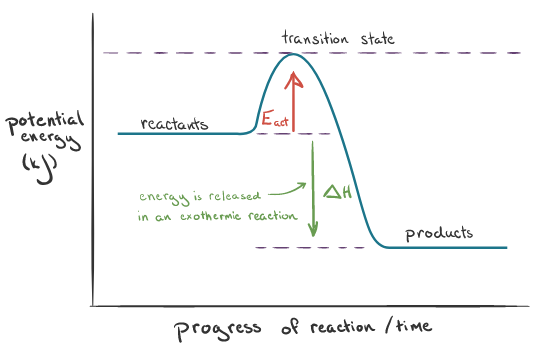 transition state
potential
energy
(kJ)
reactants
Eact
energy is released
in an exothermic reaction
ΔH
products
progress of reaction/time